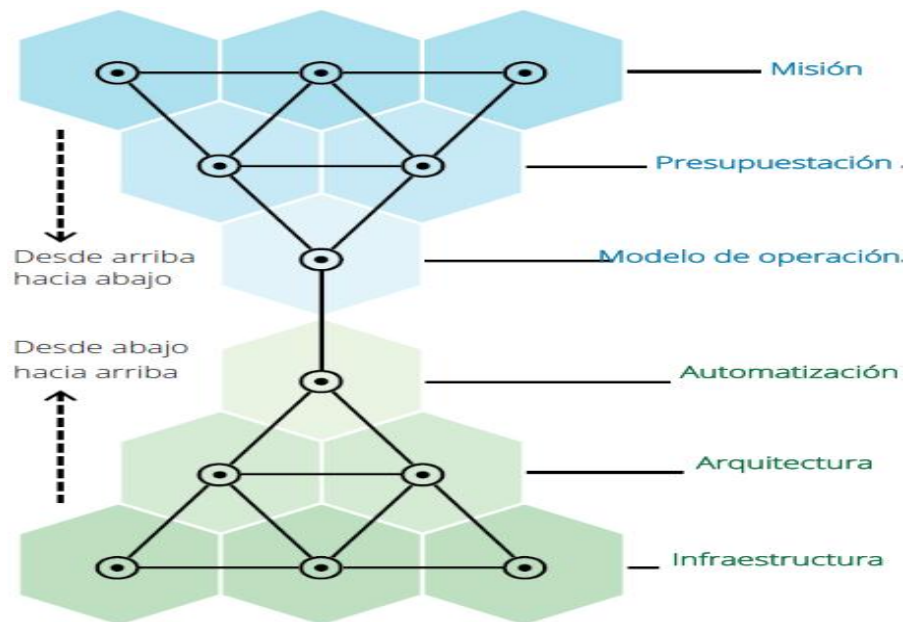 Misión
Presupuestación
Modelo de operación
Desde arriba
hacia abajo
Desde abajo
hacia arriba
Automatización
Arquitectura
Infraestructura